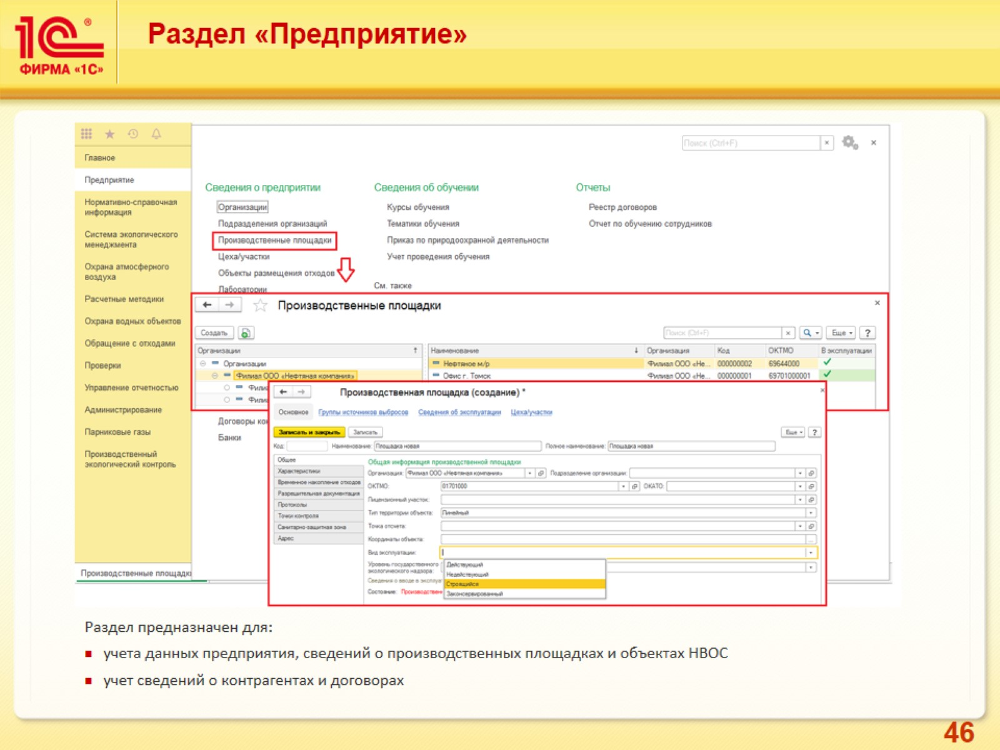 1С®
ФИРМА «1С»
Раздел «Предприятие»
Поиск (Ctrl+F)
Главное
Предприятие
Нормативно-справочная
информация
Система экологического
менеджмента
Охрана атмосферного
воздуха
Расчетные методики
Охрана водных объектов
Обращение с отходами
Проверки
Управление отчетностью
Администрирование
Парниковые газы
Производственный
экологический контроль
Производственные площадки
Сведения о предприятии
Организации
Подразделения организаций
Производственные площадки
Цеха/участки
Объекты размещения отходов
Лаборатории
Сведения об обучении
Курсы обучения
Тематики обучения
Приказ по природоохранной деятельности
Учет проведения обучения
См. также
Отчеты
Реестр договоров
Отчет по обучению сотрудников
Производственные площадки
Создать
Поиск (Ctrl+F)
Еще
?
Организации
Организации
Филиал ООО «Нефтяная компания»
Наименование Организация Код ОКТМО В эксплуатации
Нефтяное м/р Филиал ООО «Не... 000000002 69644000
Офис г. Томск Филиал ООО «Не... 000000001 69701000001
Договоры
Банки
Производственная площадка (создание) *
Основное Группы источников выбросов Сведения об эксплуатации Цеха/участки
Записать и закрыть Записать Еще ?
Код: Наименование: Площадка новая Полное наименование: Площадка новая
Общее
Характеристики
Временное накопление отходов
Разрешительная документация
Протоколы
Точки контроля
Санитарно-защитная зона
Адрес
Общая информация производственной площадки
Организация: Филиал ООО «Нефтяная компания» Подразделение организации:
ОКТМО: 01701000 ОКАТО:
Лицензионный участок:
Тип территории объекта: Линейный
Точка отсчета:
Координаты объекта:
Вид эксплуатации:
Уровень государственного
экологического надзора:
Сведения о вводе в эксплуат
Состояние: Производствен
Действующий
Недействующий
Строящийся
Законсервированный
Раздел предназначен для:
учета данных предприятия, сведений о производственных площадках и объектах НВОС
учет сведений о контрагентах и договорах
46